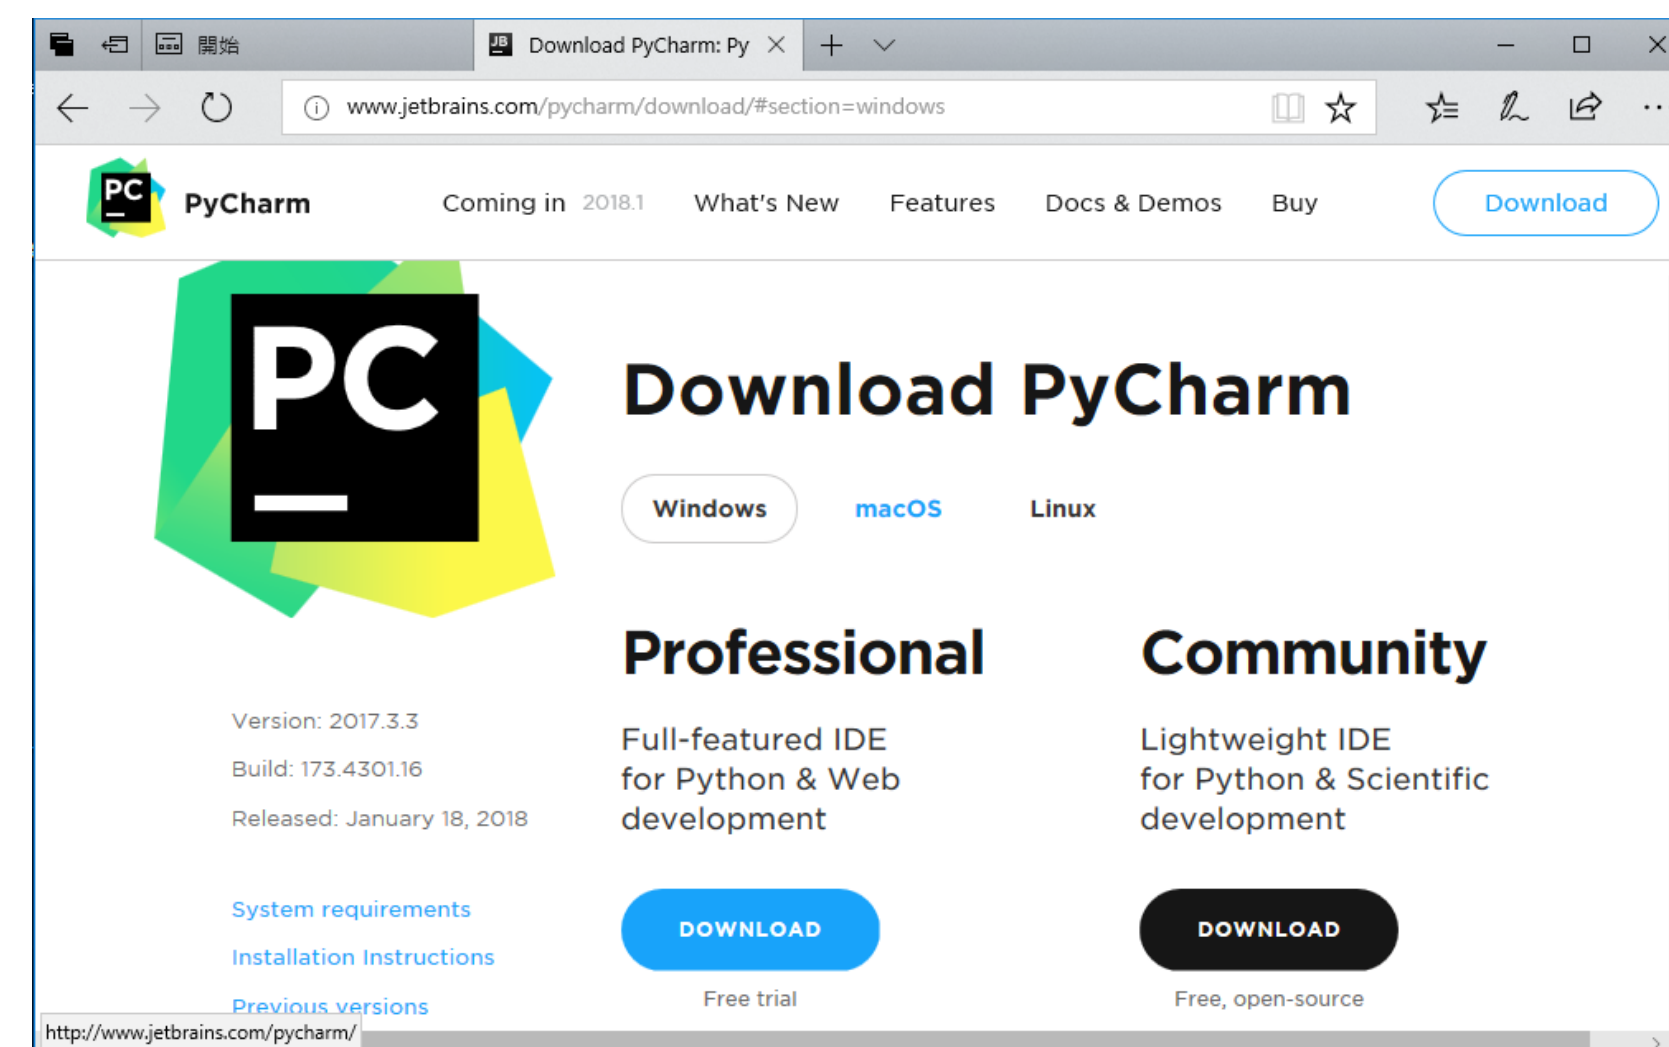 開始
JB
Download PyCharm: Py
www.jetbrains.com/pycharm/download/#section=windows
PC
PyCharm
Coming in 2018.1
What's New
Features
Docs & Demos
Buy
Download
PC
Download PyCharm
Windows
macOS
Linux
Professional
Community
Version: 2017.3.3
Build: 173.4301.16
Released: January 18, 2018
Full-featured IDE
for Python & Web
development
Lightweight IDE
for Python & Scientific
development
System requirements
Installation Instructions
Previous versions
DOWNLOAD
DOWNLOAD
Free trial
Free, open-source
http://www.jetbrains.com/pycharm/